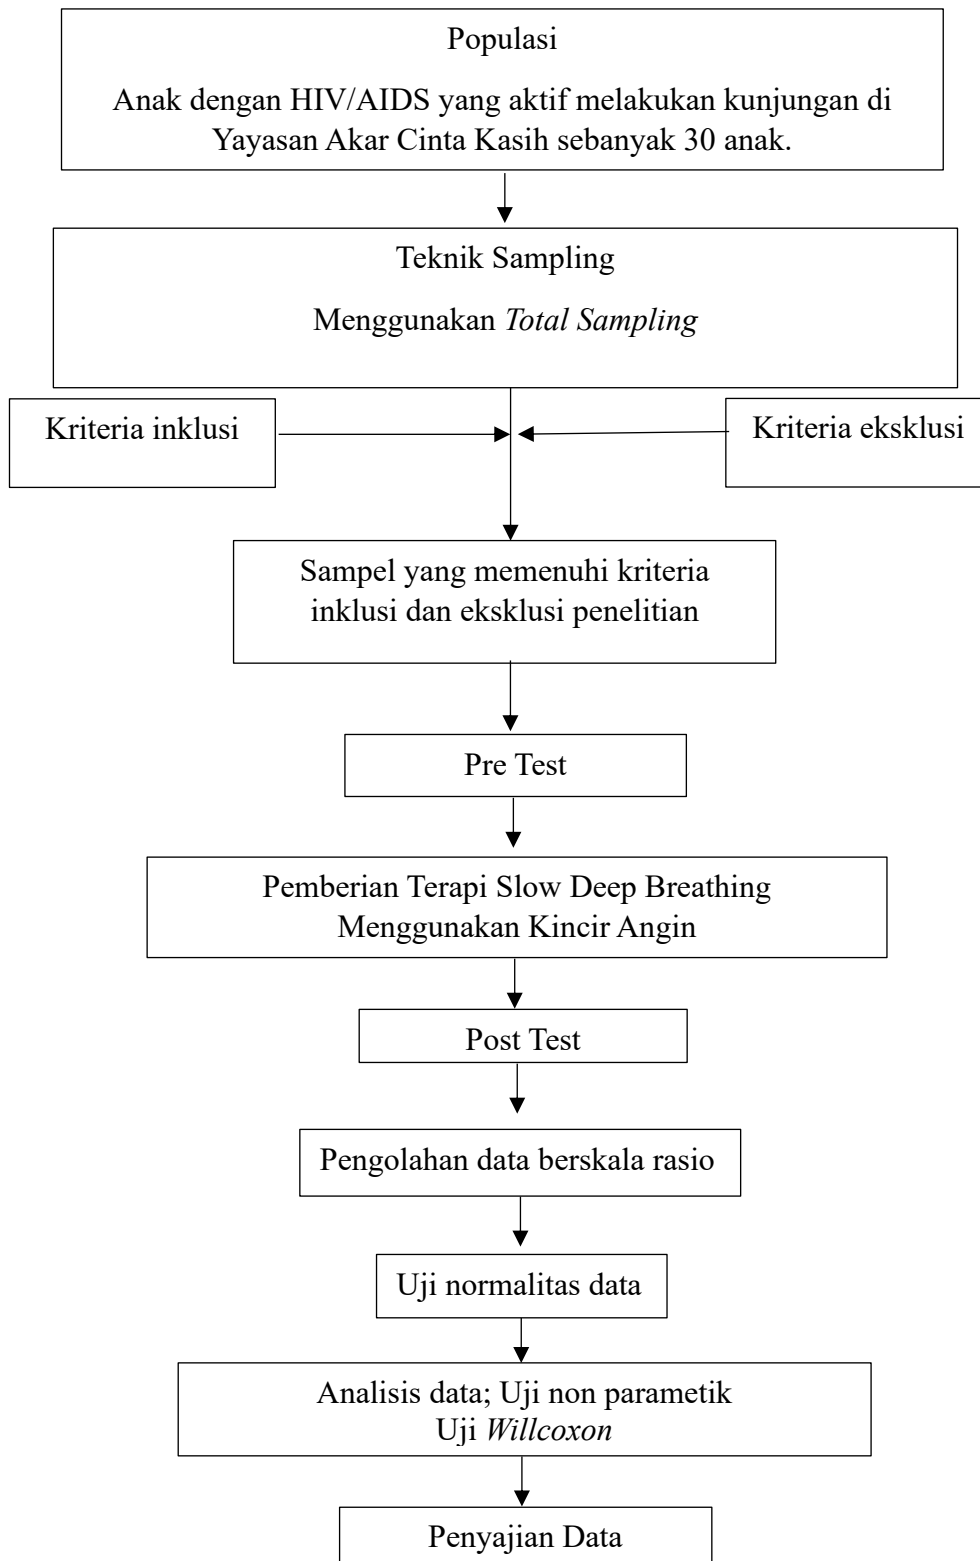 Populasi
Anak dengan HIV/AIDS yang aktif melakukan kunjungan di
Yayasan Akar Cinta Kasih sebanyak 30 anak.
Teknik Sampling
Menggunakan Total Sampling
Kriteria inklusi
Kriteria eksklusi
Sampel yang memenuhi kriteria
inklusi dan eksklusi penelitian
Pre Test
Pemberian Terapi Slow Deep Breathing
Menggunakan Kincir Angin
Post Test
Pengolahan data berskala rasio
Uji normalitas data
Analisis data; Uji non parametik
Uji Willcoxon
Penyajian Data